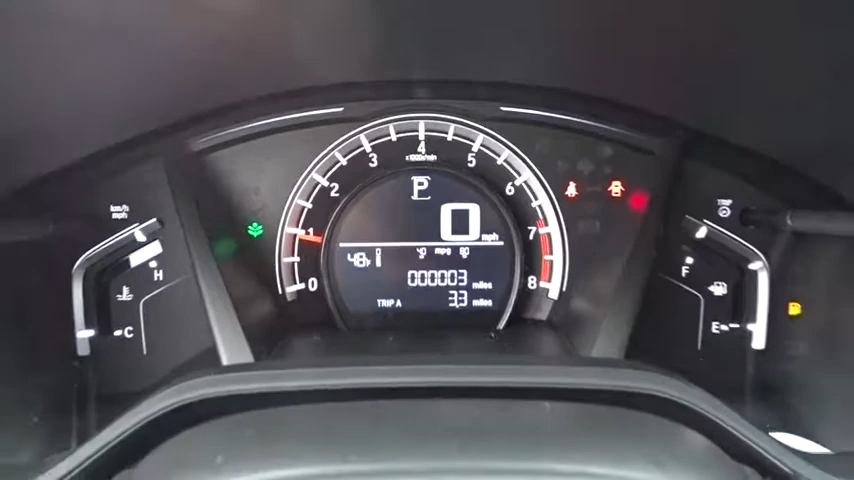 km/h
mph
H
C
0
1
2
3
4
5
6
7
8
x1000r/min
P
0 mph
48°F
0 40 mpg 80
000003 miles
TRIP A 3.3 miles
TRIP
F
E